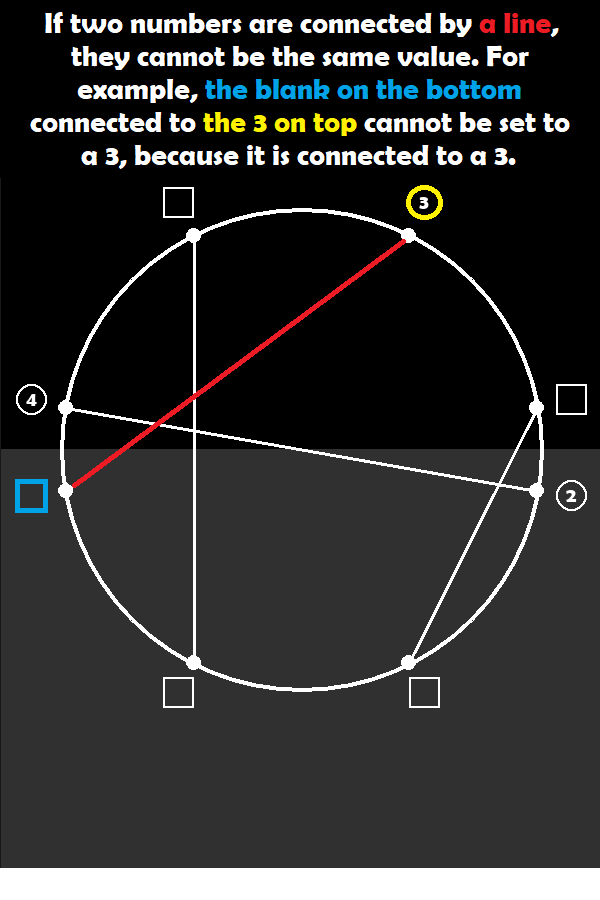 If two numbers are connected by a line,
they cannot be the same value. For
example, the blank on the bottom
connected to the 3 on top cannot be set to
a 3, because it is connected to a 3.
3
4
2